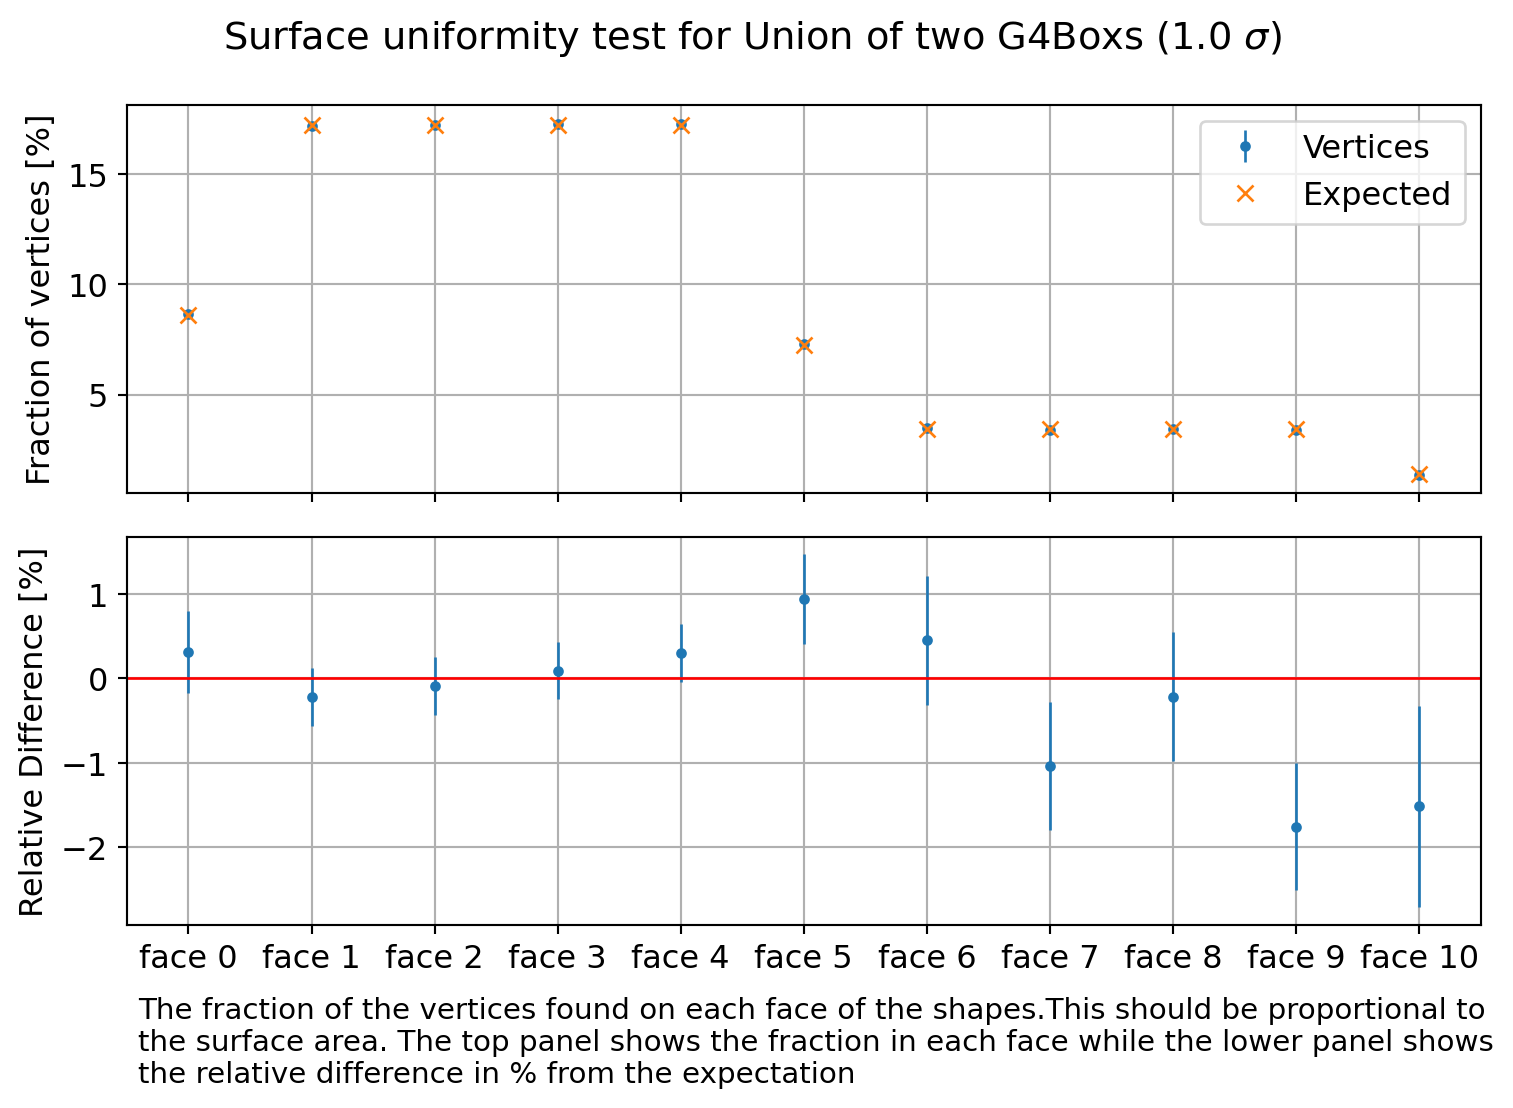 Surface uniformity test for Union of two G4Boxs (1.0 σ)
Fraction of vertices [%]
15
10
5
Vertices
Expected
Relative Difference [%]
1
0
−1
−2
face 0 face 1 face 2 face 3 face 4 face 5 face 6 face 7 face 8 face 9 face 10
The fraction of the vertices found on each face of the shapes.This should be proportional to
the surface area. The top panel shows the fraction in each face while the lower panel shows
the relative difference in % from the expectation